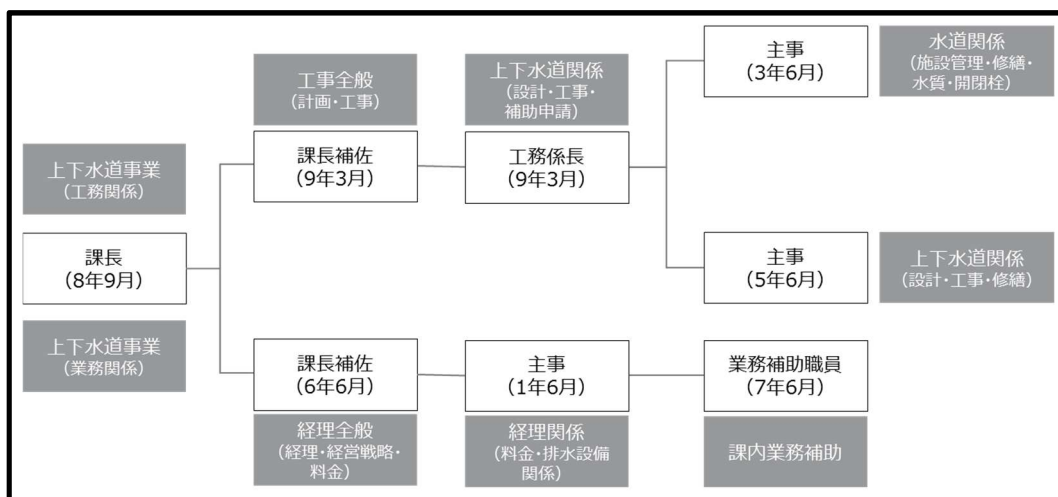 上下水道事業
(工務関係)
課長
(8年9月)
上下水道事業
(業務関係)
工事全般
(計画・工事)
課長補佐
(9年3月)
上下水道関係
(設計・工事・
補助申請)
工務係長
(9年3月)
主事
(3年6月)
水道関係
(施設管理・修繕・
水質・開閉栓)
主事
(5年6月)
上下水道関係
(設計・工事・修繕)
課長補佐
(6年6月)
経理全般
(経理・経営戦略・
料金)
主事
(1年6月)
経理関係
(料金・排水設備
関係)
業務補助職員
(7年6月)
課内業務補助